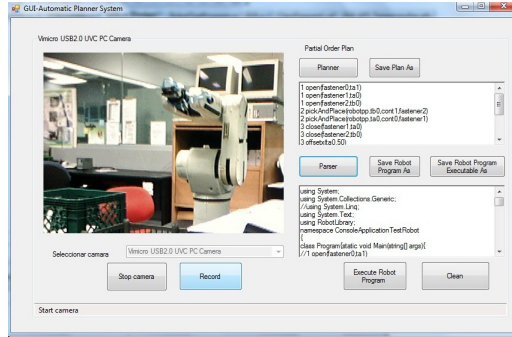 GUI-Automatic Planner System
Vimicro USB2.0 UVC PC Camera
Partial Order Plan
Planner
Save Plan As
1 open(fastener0,ta1)
1 open(fastener1,ta0)
1 open(fastener2,tb0)
2 pickAndPlace(robotpp,tb0,cont1,fastener2)
2 pickAndPlace(robotpp,ta0,cont0,fastener1)
3 close(fastener1,ta0)
3 close(fastener2,tb0)
3 offsetx(ta0,50)
Parser
Save Robot
Program As
Save Robot Program
Executable As
using System;
using System.Collections.Generic;
//using System.Linq;
using System.Text;
using RobotLibrary;
namespace ConsoleApplicationTestRobot
{
class Program{static void Main(string[] args){
//1 open(fastener0,ta1)
Seleccionar camara
Vimicro USB2.0 UVC PC Camera
Stop camera
Record
Execute Robot
Program
Clean
Start camera